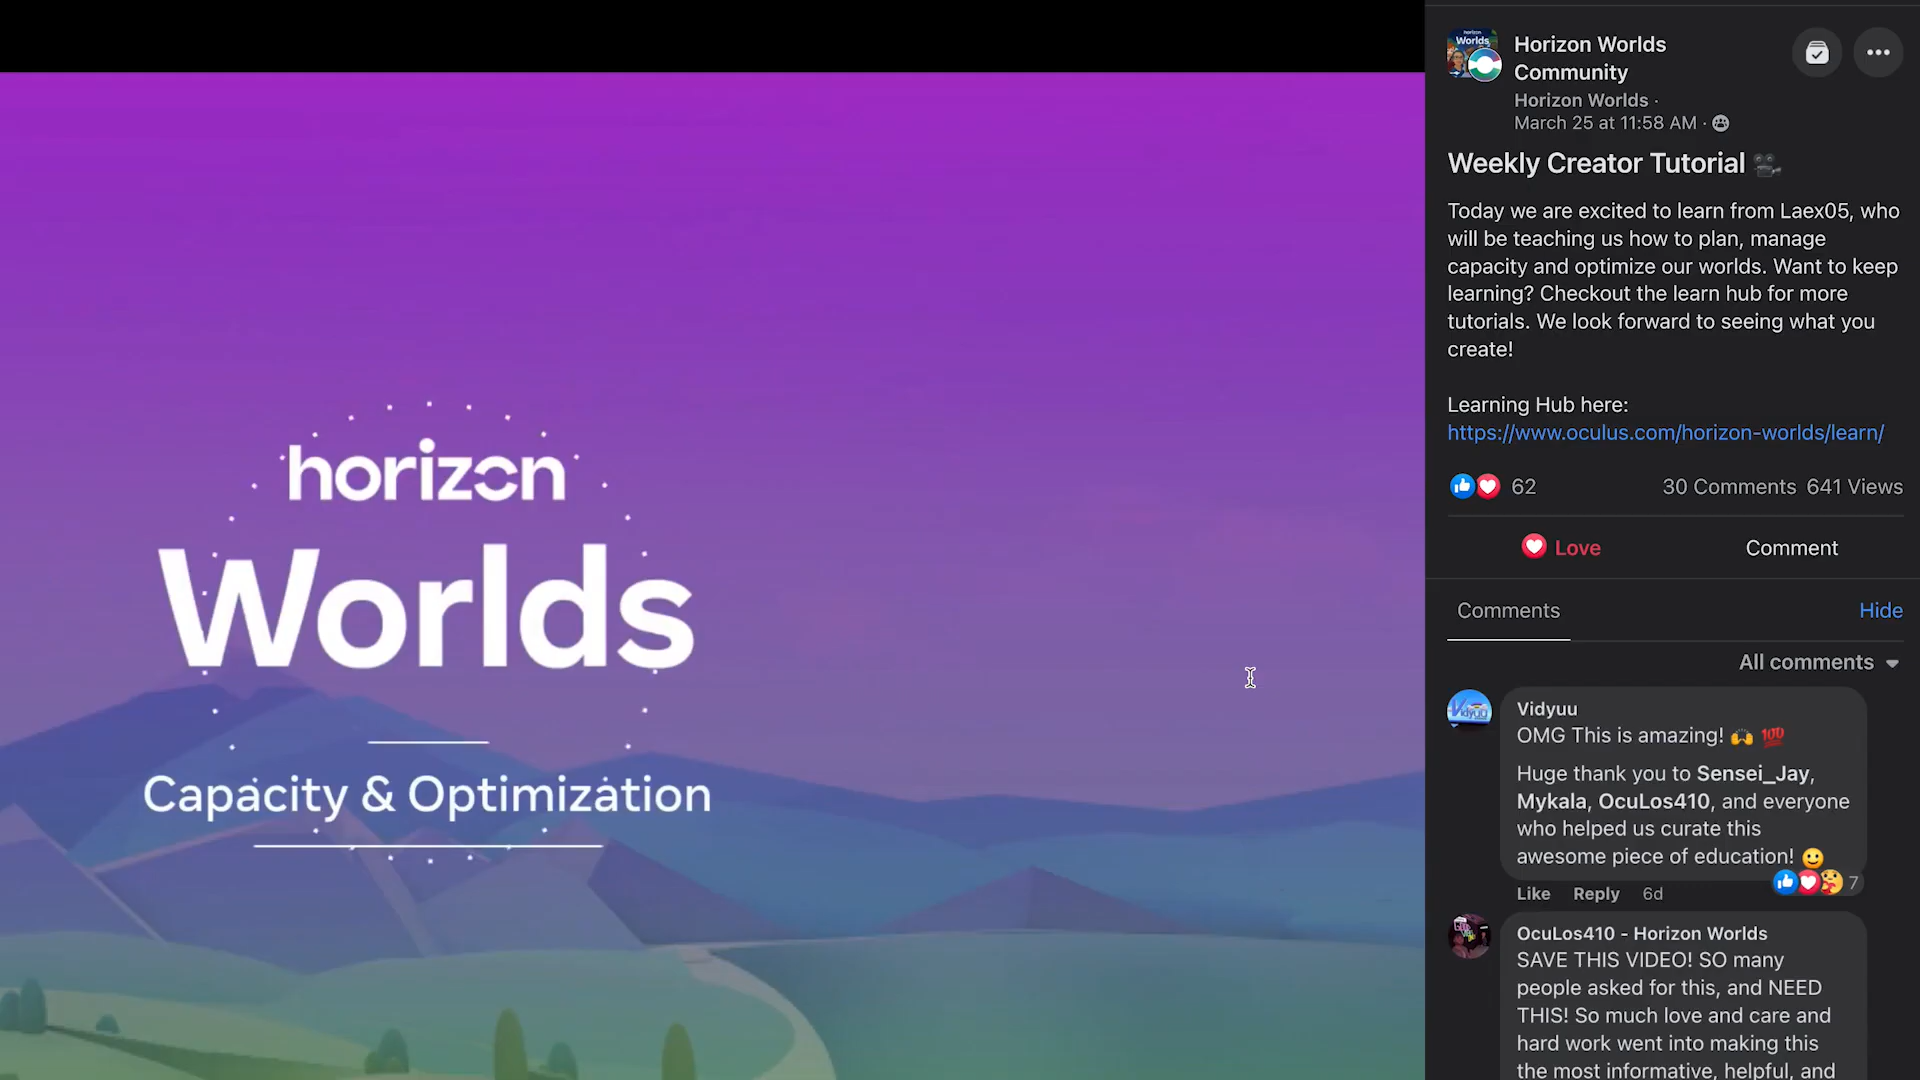 horizon
Worlds
Capacity & Optimization
Horizon Worlds
Community
Horizon Worlds ·
March 25 at 11:58 AM ·
Weekly Creator Tutorial 🎥
Today we are excited to learn from Laex05, who
will be teaching us how to plan, manage
capacity and optimize our worlds. Want to keep
learning? Checkout the learn hub for more
tutorials. We look forward to seeing what you
create!
Learning Hub here:
https://www.oculus.com/horizon-worlds/learn/
62 30 Comments 641 Views
Love Comment
Comments Hide
All comments
Vidyuu
OMG This is amazing! 🙌 💯
Huge thank you to Sensei_Jay,
Mykala, OcuLos410, and everyone
who helped us curate this
awesome piece of education! 😀
7
Like Reply 6d
OcuLos410 - Horizon Worlds
SAVE THIS VIDEO! SO many
people asked for this, and NEED
THIS! So much love and care and
hard work went into making this
the most informative, helpful, and